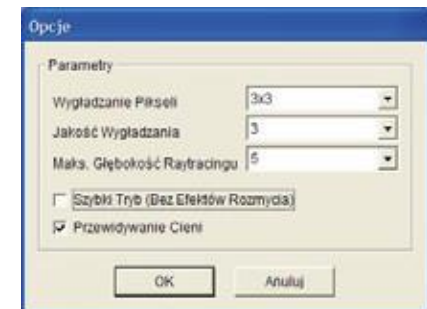 Opcje
Parametry
Wygładzanie Pikseli 3x3
Jakość Wygładzania 3
Maks. Głębokość Raytracingu 5
Szybki Tryb (Bez Efektów Rozmycia)
Przewidywanie Cieni
OK Anuluj